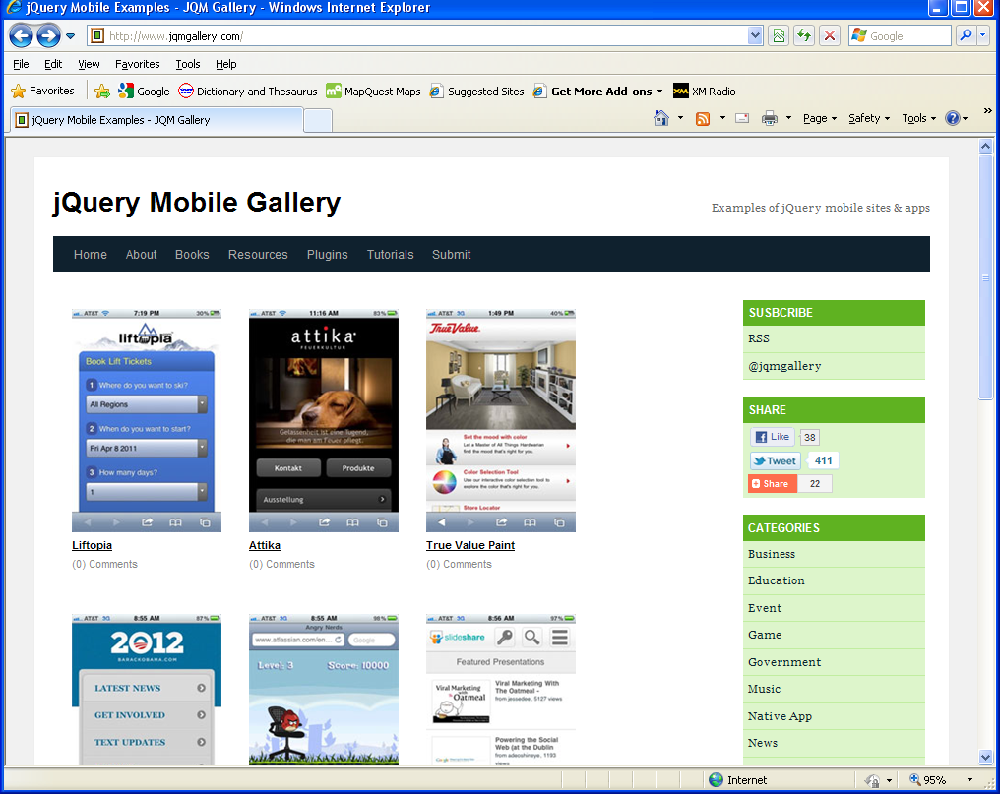 jQuery Mobile Examples - JQM Gallery - Windows Internet Explorer
http://www.jqmgallery.com/
Google
File Edit View Favorites Tools Help
Favorites Google Dictionary and Thesaurus MapQuest Maps Suggested Sites Get More Add-ons XM XM Radio
jQuery Mobile Examples - JQM Gallery
Page Safety Tools
jQuery Mobile Gallery
Examples of jQuery mobile sites & apps
Home About Books Resources Plugins Tutorials Submit
AT&T 7:19 PM 30%
liftopia
Book Lift Tickets
1 Where do you want to ski?
All Regions
2 When do you want to start?
Fri Apr 8 2011
3 How many days?
1
Liftopia
(0) Comments
AT&T 11:16 AM 83%
attika
FEUERKULTUR
Gelassenheit ist eine Tugend,
die man am Feuer pflegt.
Kontakt Produkte
Ausstellung
Attika
(0) Comments
AT&T 3G 1:49 PM 40%
True Value.
Set the mood with color
Let a Master of All Things Hardwarian
find the mood that's right for you.
Color Selection Tool
Use our interactive color selection tool to
explore the color that's right for you.
Store Locator
True Value Paint
(0) Comments
AT&T 3G 8:55 AM 97%
2012
BARACKOBAMA.COM
LATEST NEWS
GET INVOLVED
TEXT UPDATES
AT&T 3G 8:55 AM 96%
Angry Nerds
www.atlassian.com/en... Google
Level: 3 Score: 10000
AT&T 3G 8:56 AM 97%
slideshare
Featured Presentations
Viral Marketing With
The Oatmeal -
from jessedee, 5127 views
Viral Marketing
with
Oatmeal
Powering the Social
Web (at the Dublin
from adeoshineye, 1193
views
SUSBCRIBE
RSS
@jqmgallery
SHARE
Like 38
Tweet 411
Share 22
CATEGORIES
Business
Education
Event
Game
Government
Music
Native App
News
Internet
95%